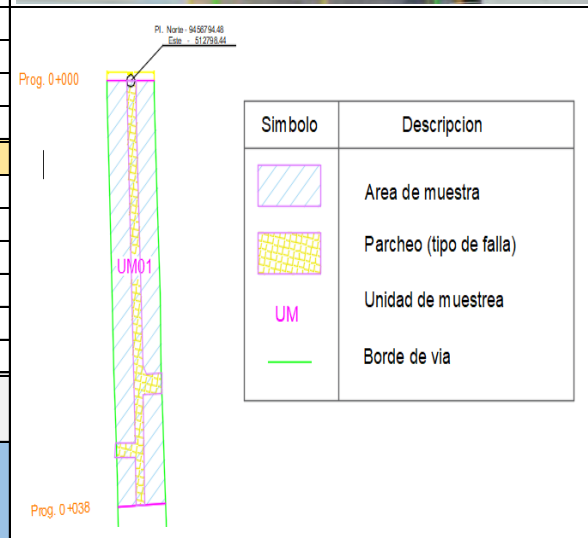 PI. Norte - 9456794.48
Este - 512798.44
Prog. 0+000
UM01
Prog. 0+038
Simbolo Descripcion
Area de muestra
Parcheo (tipo de falla)
UM Unidad de muestrea
Borde de via